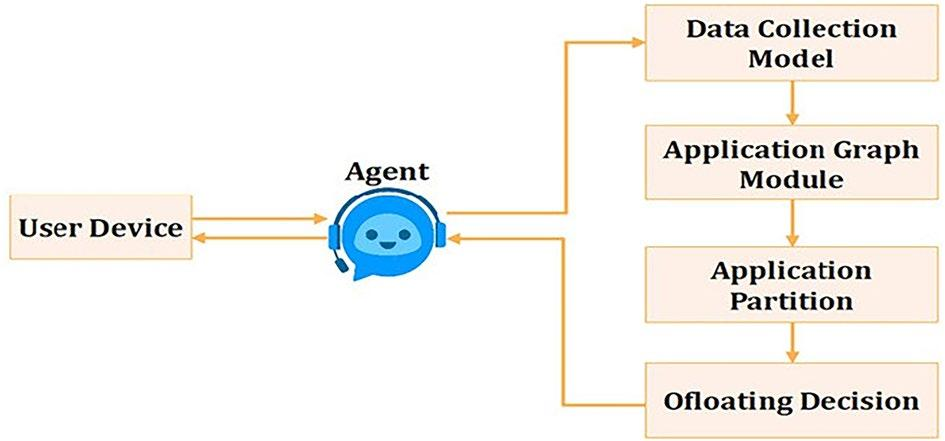 Data Collection
Model
Application Graph
Module
Agent
User Device
Application
Partition
Ofloating Decision